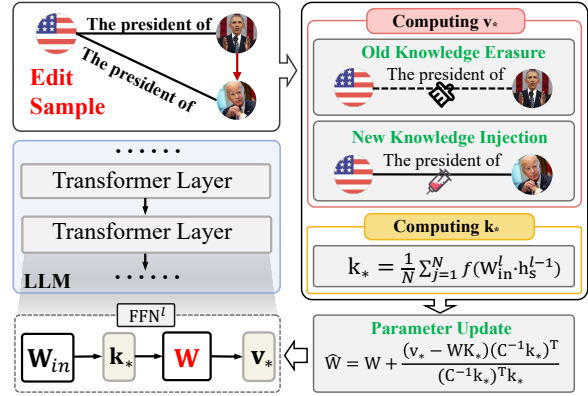 The president of
The president of
Edit
Sample
Computing v*
Old Knowledge Erasure
The president of
New Knowledge Injection
The president of
Computing k*
k* = 1/N ∑_{j=1}^{N} f(W_in^l · h_s^{l-1})
......
Transformer Layer
Transformer Layer
......
LLM
FFN^l
W_in
k*
W
v*
Parameter Update
Ŵ = W + (v* − WK*)(C^{-1}k*)^T / (C^{-1}k*)^T k*